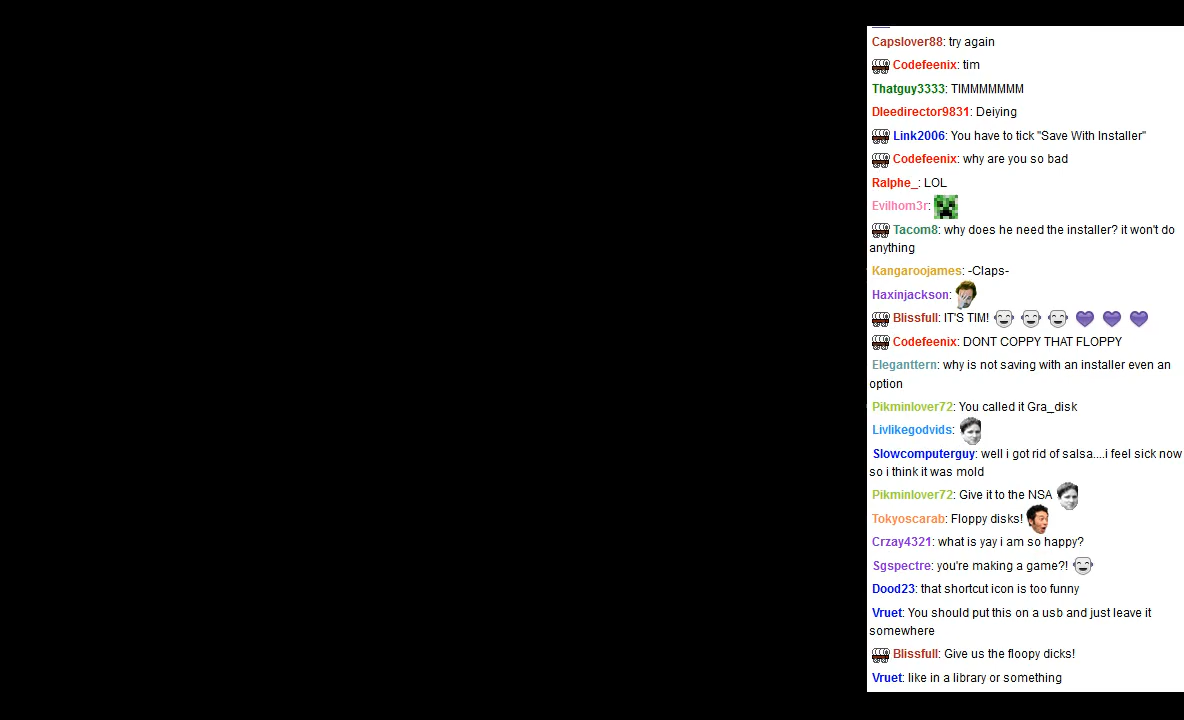 Capslover88: try again
Codefeenix: tim
Thatguy3333: TIMMMMMMM
Dleedirector9831: Deiying
Link2006: You have to tick "Save With Installer"
Codefeenix: why are you so bad
Ralphe_: LOL
Evilhom3r:
Tacom8: why does he need the installer? it won't do
anything
Kangaroojames: -Claps-
Haxinjackson:
Blissfull: IT'S TIM!
Codefeenix: DONT COPPY THAT FLOPPY
Eleganttern: why is not saving with an installer even an
option
Pikminlover72: You called it Gra_disk
Livlikegodvids:
Slowcomputerguy: well i got rid of salsa....i feel sick now
so i think it was mold
Pikminlover72: Give it to the NSA
Tokyoscarab: Floppy disks!
Crzay4321: what is yay i am so happy?
Sgspectre: you're making a game?!
Dood23: that shortcut icon is too funny
Vruet: You should put this on a usb and just leave it
somewhere
Blissfull: Give us the floopy dicks!
Vruet: like in a library or something